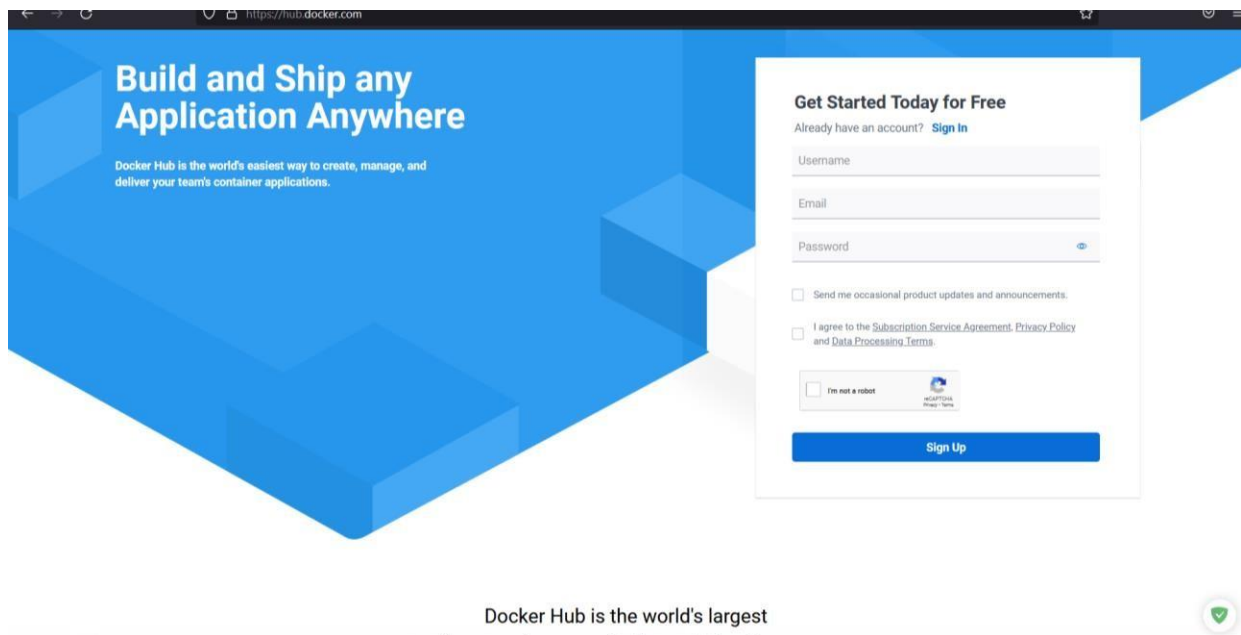 https://hub.docker.com
Build and Ship any
Application Anywhere
Docker Hub is the world's easiest way to create, manage, and
deliver your team's container applications.
Get Started Today for Free
Already have an account? Sign In
Username
Email
Password
Send me occasional product updates and announcements.
I agree to the Subscription Service Agreement, Privacy Policy
and Data Processing Terms.
I'm not a robot
reCAPTCHA
Privacy - Terms
Sign Up
Docker Hub is the world's largest